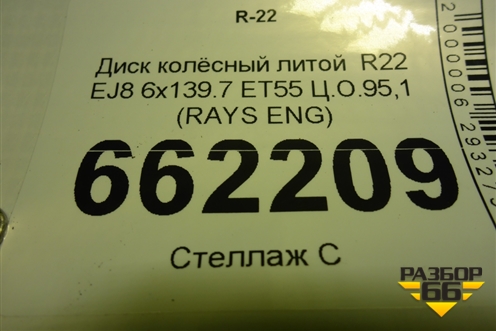 R-22
Диск колёсный литой R22
EJ8 6x139.7 ET55 Ц.О.95,1
(RAYS ENG)
662209
Стеллаж С
РАЗБОР
66